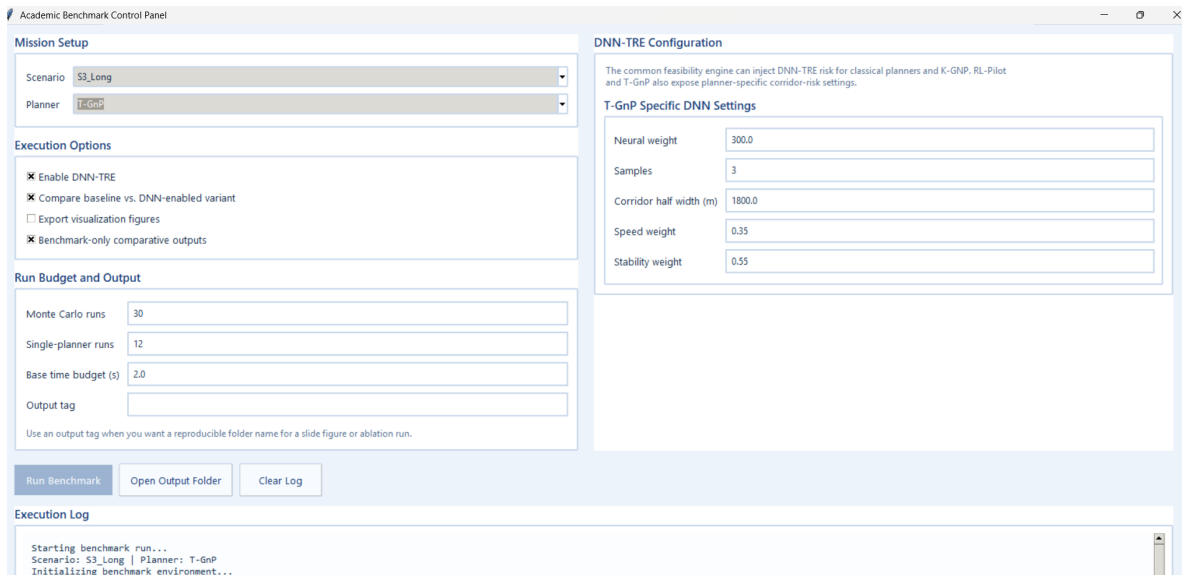 Academic Benchmark Control Panel
Mission Setup
Scenario S3_Long
Planner T-GnP
Execution Options
Enable DNN-TRE
Compare baseline vs. DNN-enabled variant
Export visualization figures
Benchmark-only comparative outputs
Run Budget and Output
Monte Carlo runs 30
Single-planner runs 12
Base time budget (s) 2.0
Output tag
Use an output tag when you want a reproducible folder name for a slide figure or ablation run.
DNN-TRE Configuration
The common feasibility engine can inject DNN-TRE risk for classical planners and K-GNP. RL-Pilot
and T-GnP also expose planner-specific corridor-risk settings.
T-GnP Specific DNN Settings
Neural weight 300.0
Samples 3
Corridor half width (m) 1800.0
Speed weight 0.35
Stability weight 0.55
Run Benchmark Open Output Folder Clear Log
Execution Log
Starting benchmark run...
Scenario: S3_Long | Planner: T-GnP
Initializing benchmark environment...